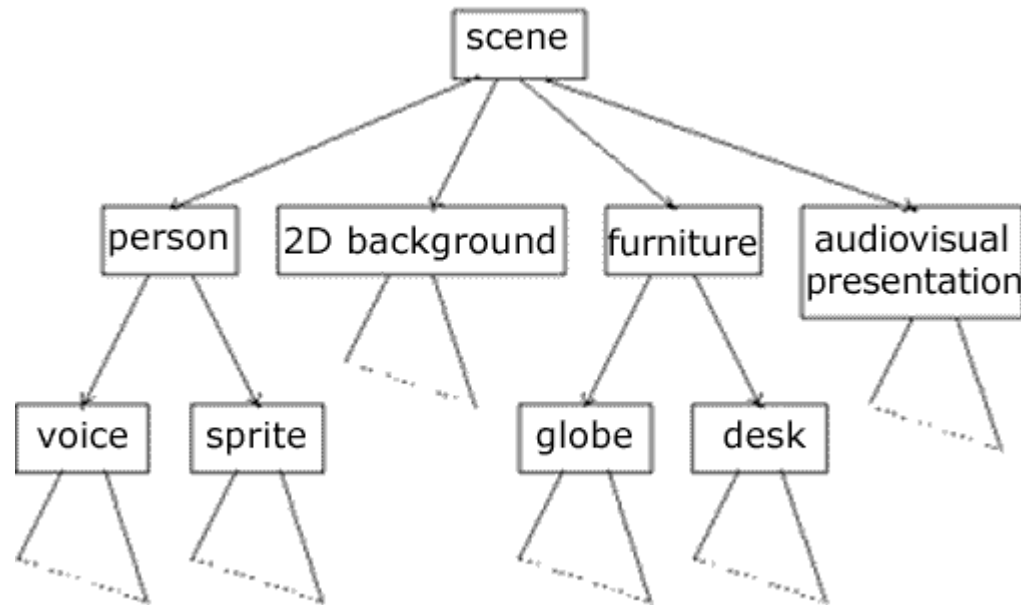 scene
person
2D background
furniture
audiovisual
presentation
voice
sprite
globe
desk